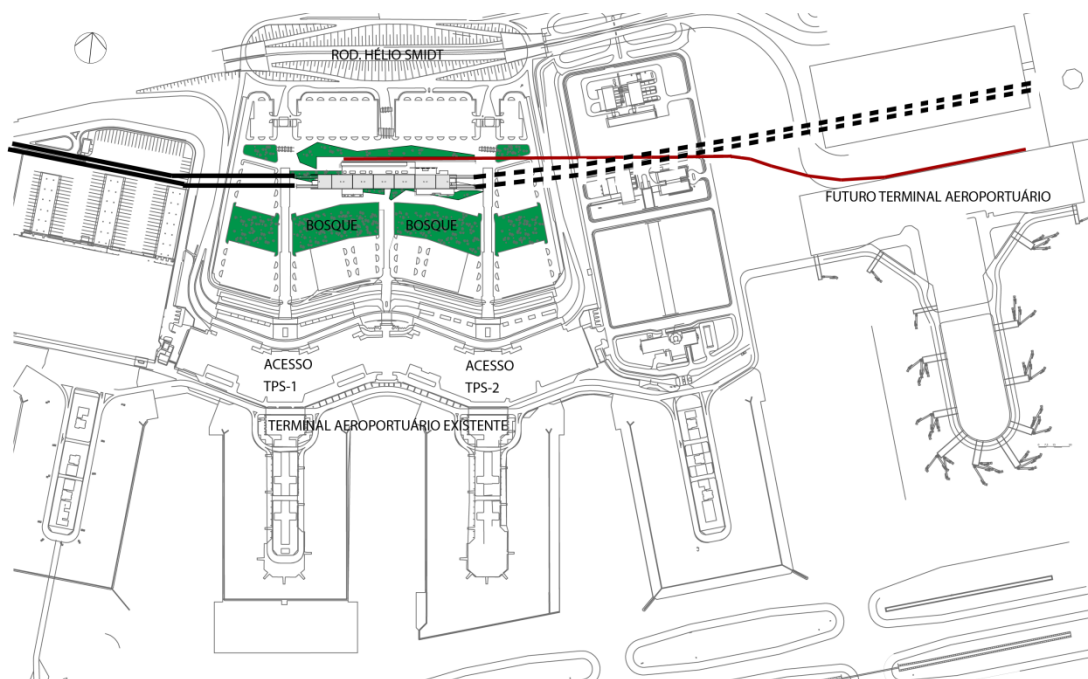 ROD. HÉLIO SMIDT
FUTURO TERMINAL AEROPORTUÁRIO
BOSQUE
BOSQUE
ACESSO
TPS-1
ACESSO
TPS-2
TERMINAL AEROPORTUÁRIO EXISTENTE